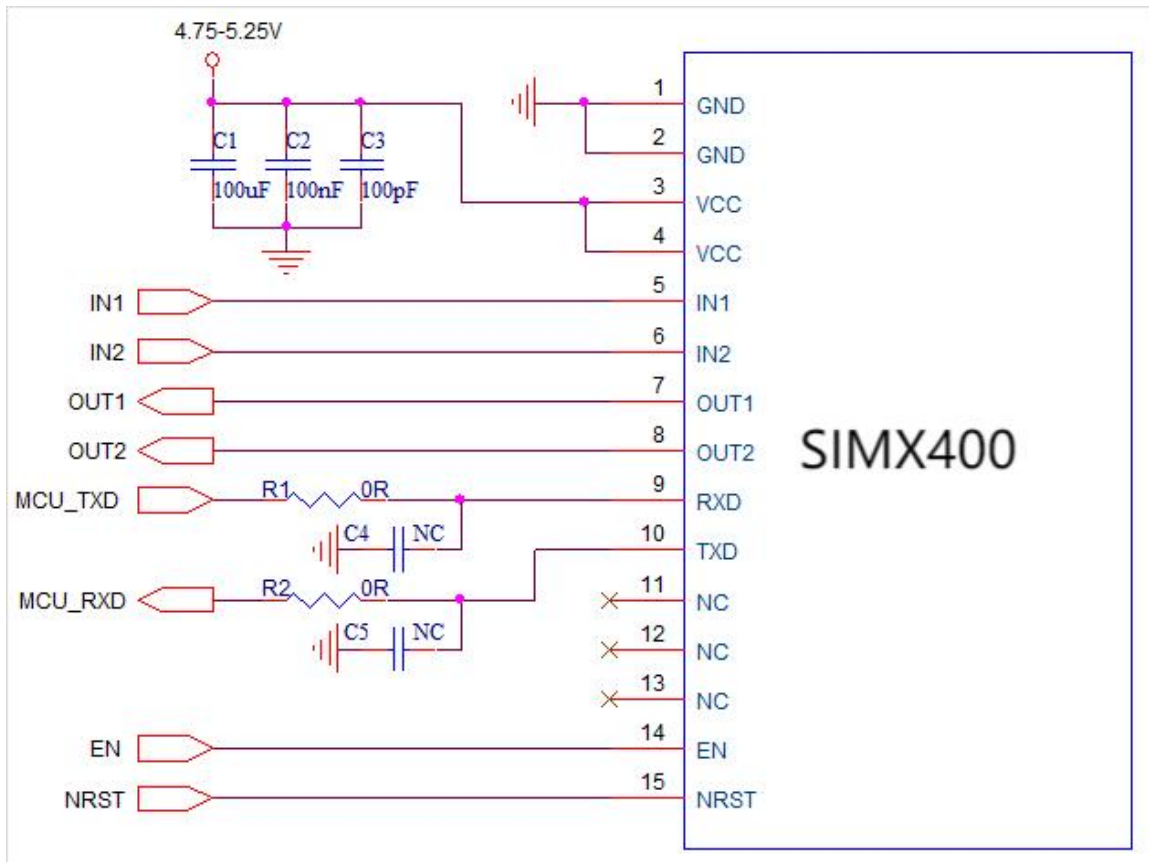 4.75-5.25V
C1 C2 C3
100uF 100nF 100pF
1 GND
2 GND
3 VCC
4 VCC
IN1 5 IN1
IN2 6 IN2
OUT1 7 OUT1
OUT2 8 OUT2
SIMX400
MCU_TXD R1 0R 9 RXD
C4 NC 10 TXD
MCU_RXD R2 0R 11 NC
C5 NC 12 NC
13 NC
EN 14 EN
NRST 15 NRST